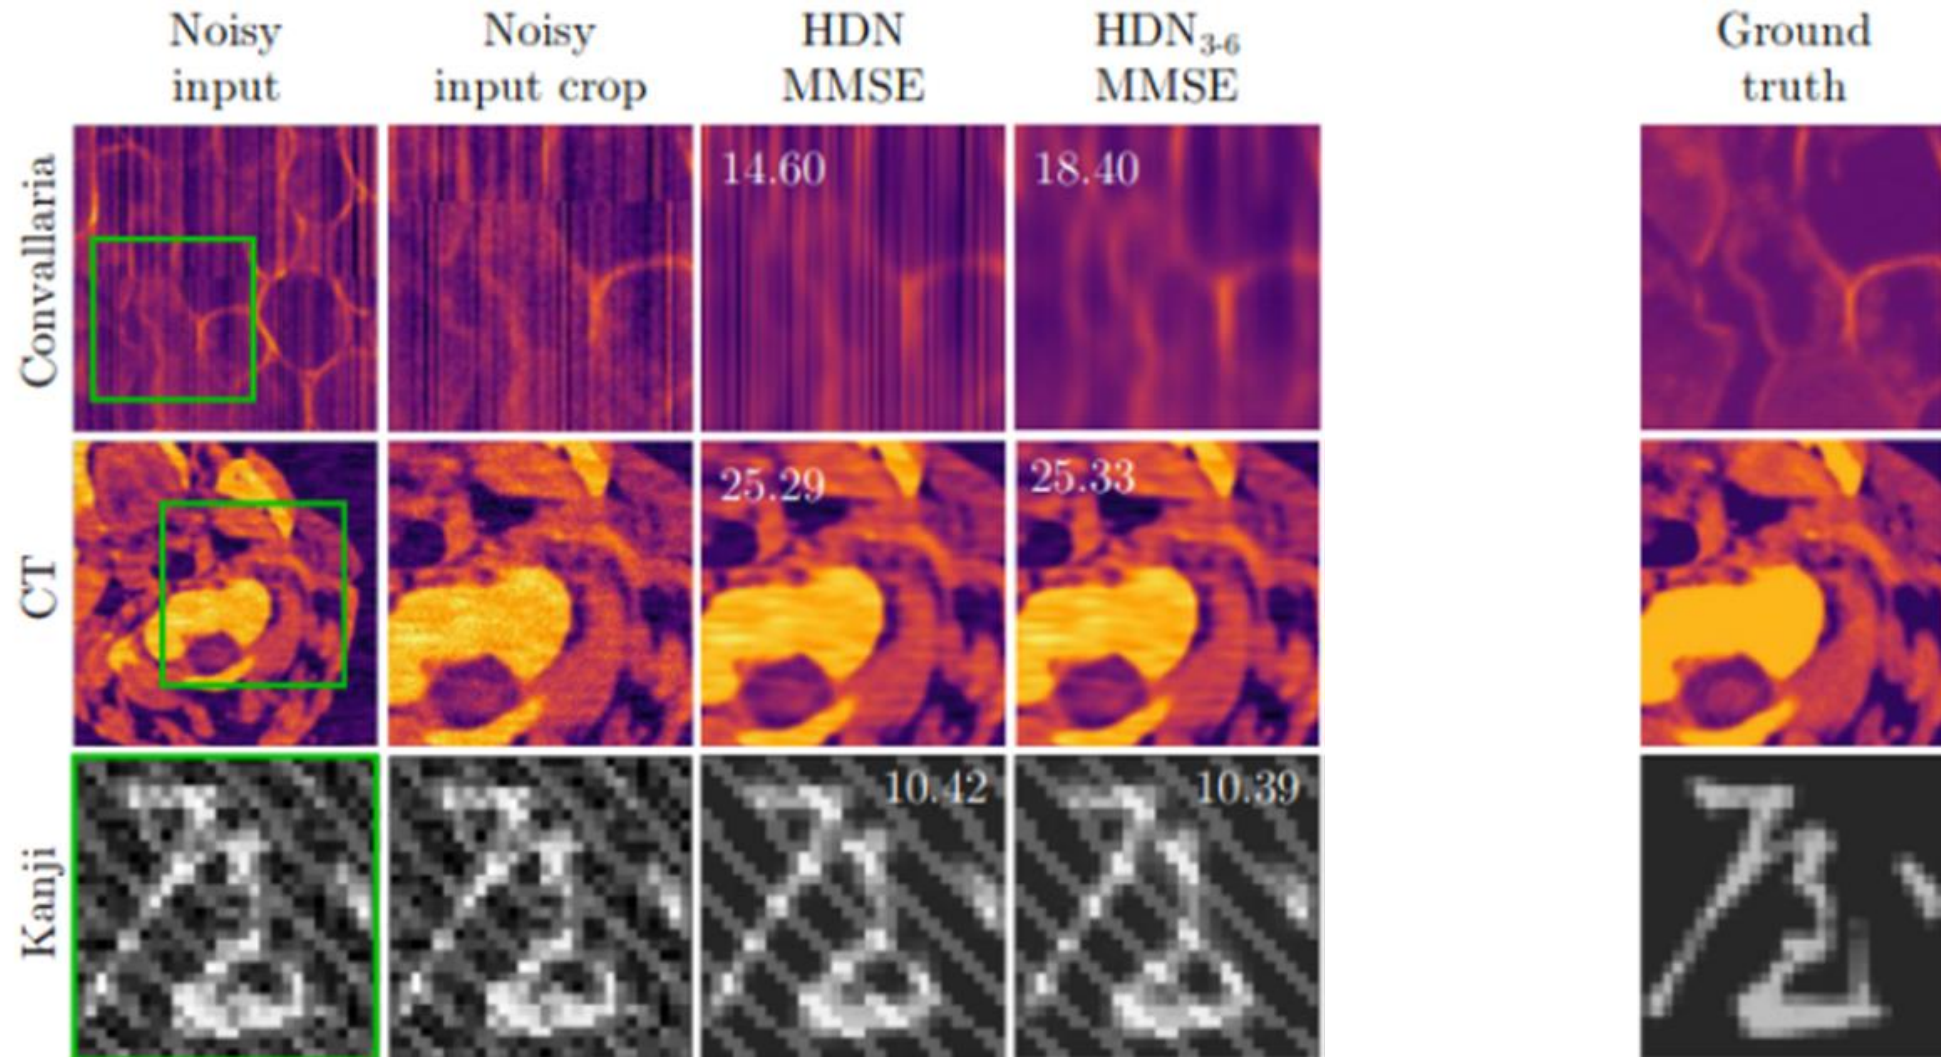 Noisy input
Noisy input crop
HDN MMSE
HDN3-6 MMSE
Ground truth
Convallaria
14.60
18.40
CT
25.29
25.33
Kanji
10.42
10.39